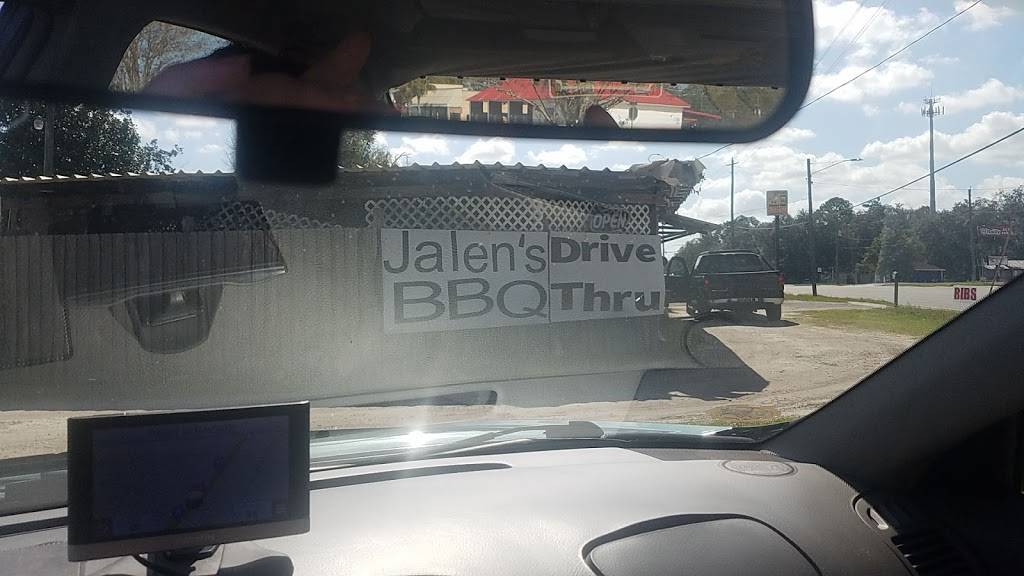 OPEN
Jalen's
BBQ
Drive
Thru
RIBS